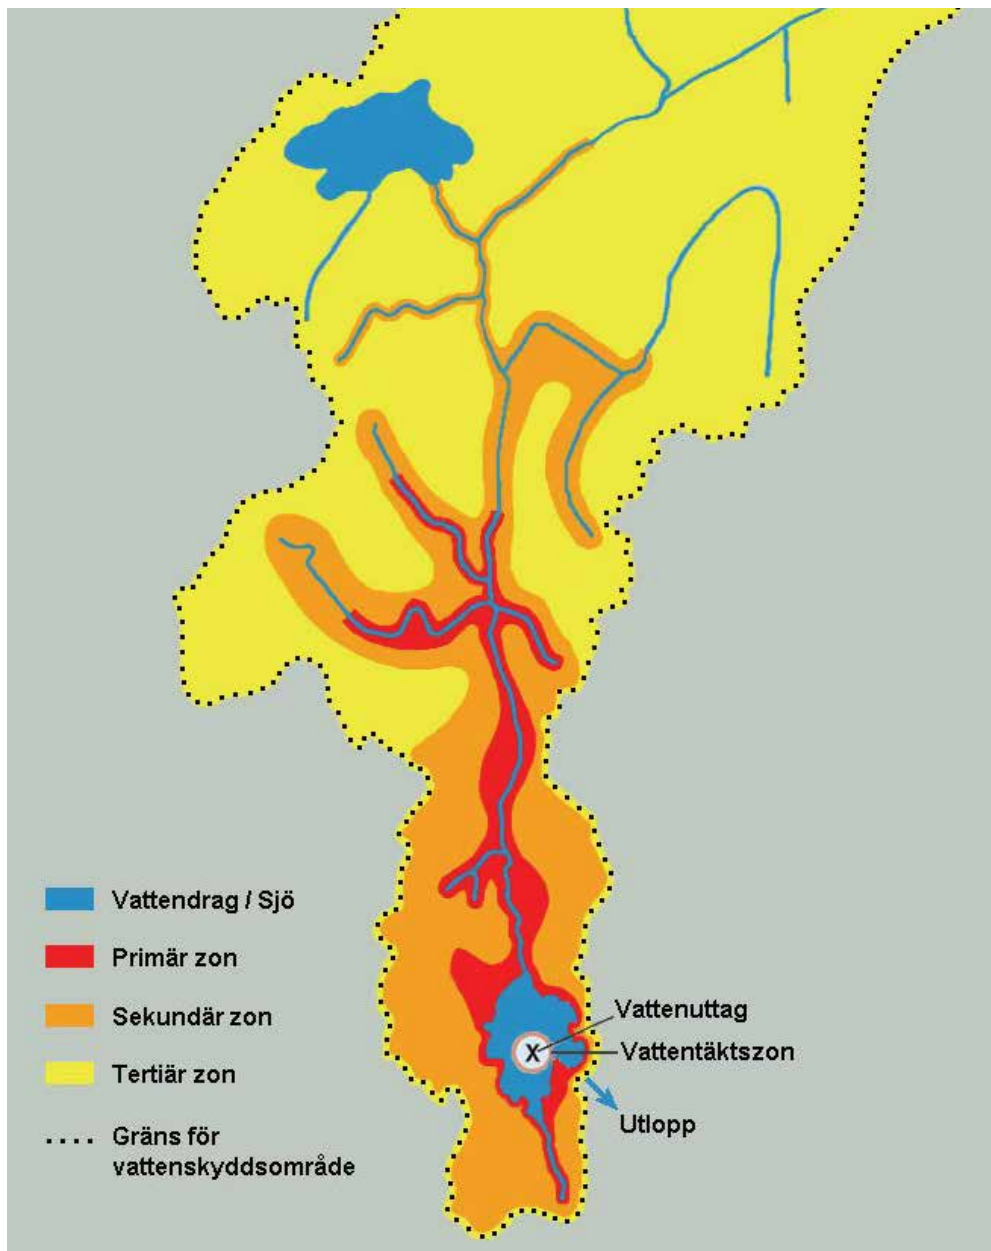 Vattendrag / Sjö
Primär zon
Sekundär zon
Tertiär zon
Gräns för
vattenskyddsområde
Vattenuttag
X
Vattentäktszon
Utlopp